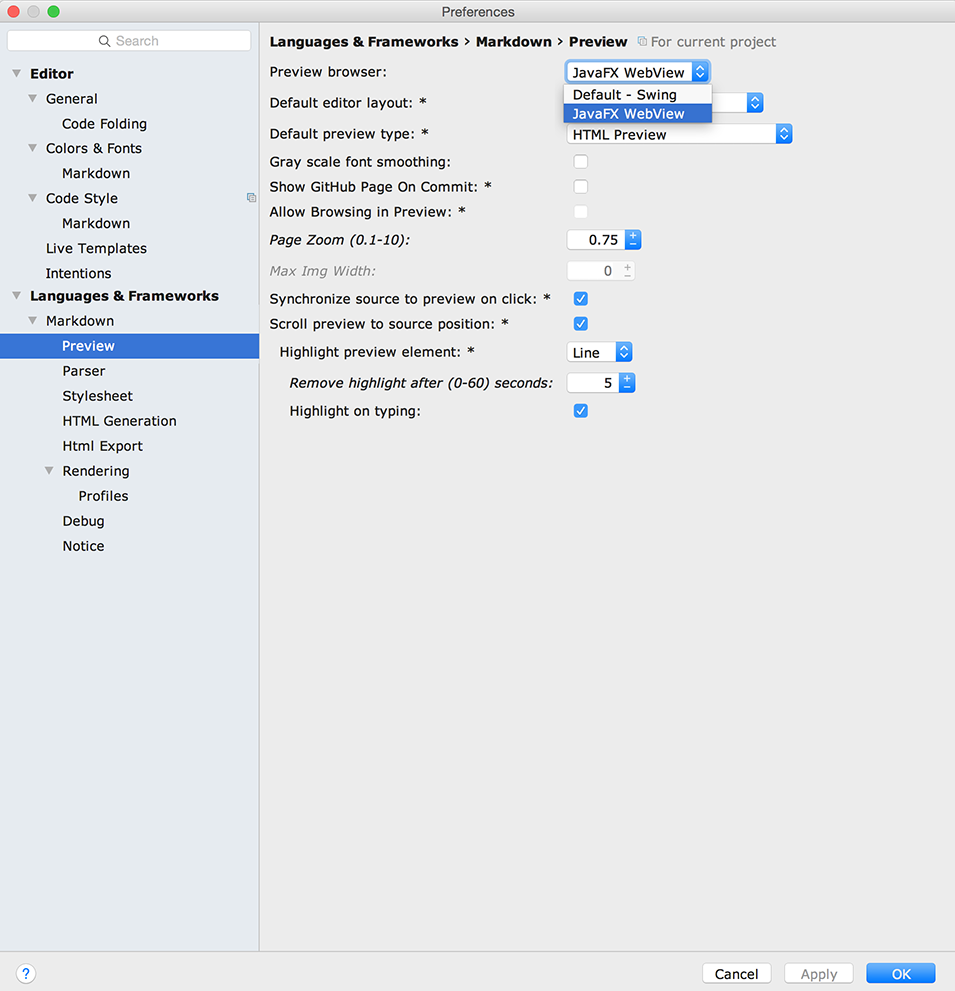 Preferences
Search
Editor
General
Code Folding
Colors & Fonts
Markdown
Code Style
Markdown
Live Templates
Intentions
Languages & Frameworks
Markdown
Preview
Parser
Stylesheet
HTML Generation
Html Export
Rendering
Profiles
Debug
Notice
Languages & Frameworks › Markdown › Preview For current project
Preview browser: JavaFX WebView
Default - Swing
JavaFX WebView
Default editor layout: *
Default preview type: * HTML Preview
Gray scale font smoothing:
Show GitHub Page On Commit: *
Allow Browsing in Preview: *
Page Zoom (0.1-10): 0.75
Max Img Width: 0
Synchronize source to preview on click: *
Scroll preview to source position: *
Highlight preview element: * Line
Remove highlight after (0-60) seconds: 5
Highlight on typing:
? Cancel Apply OK